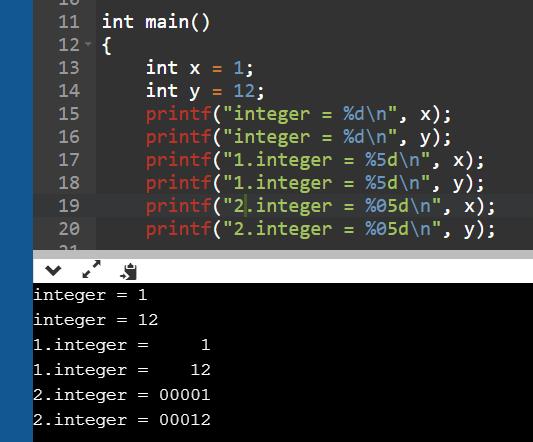 11 int main()
12 {
13     int x = 1;
14     int y = 12;
15     printf("integer = %d\n", x);
16     printf("integer = %d\n", y);
17     printf("1.integer = %5d\n", x);
18     printf("1.integer = %5d\n", y);
19     printf("2.integer = %05d\n", x);
20     printf("2.integer = %05d\n", y);
integer = 1
integer = 12
1.integer =     1
1.integer =    12
2.integer = 00001
2.integer = 00012